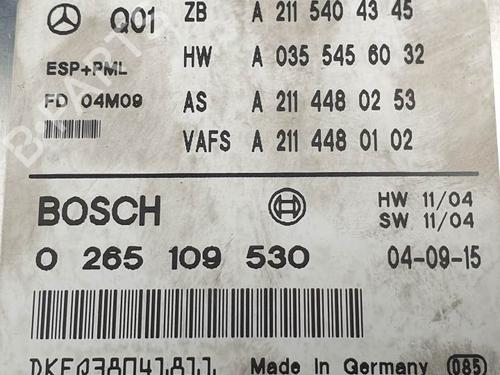 Q01 ZB A 211 540 43 45
HW A 035 545 60 32
ESP+PML
FD 04M09 AS A 211 448 02 53
VAFS A 211 448 01 02
BOSCH HW 11/04
SW 11/04
0 265 109 530 04-09-15
Made in Germany 085